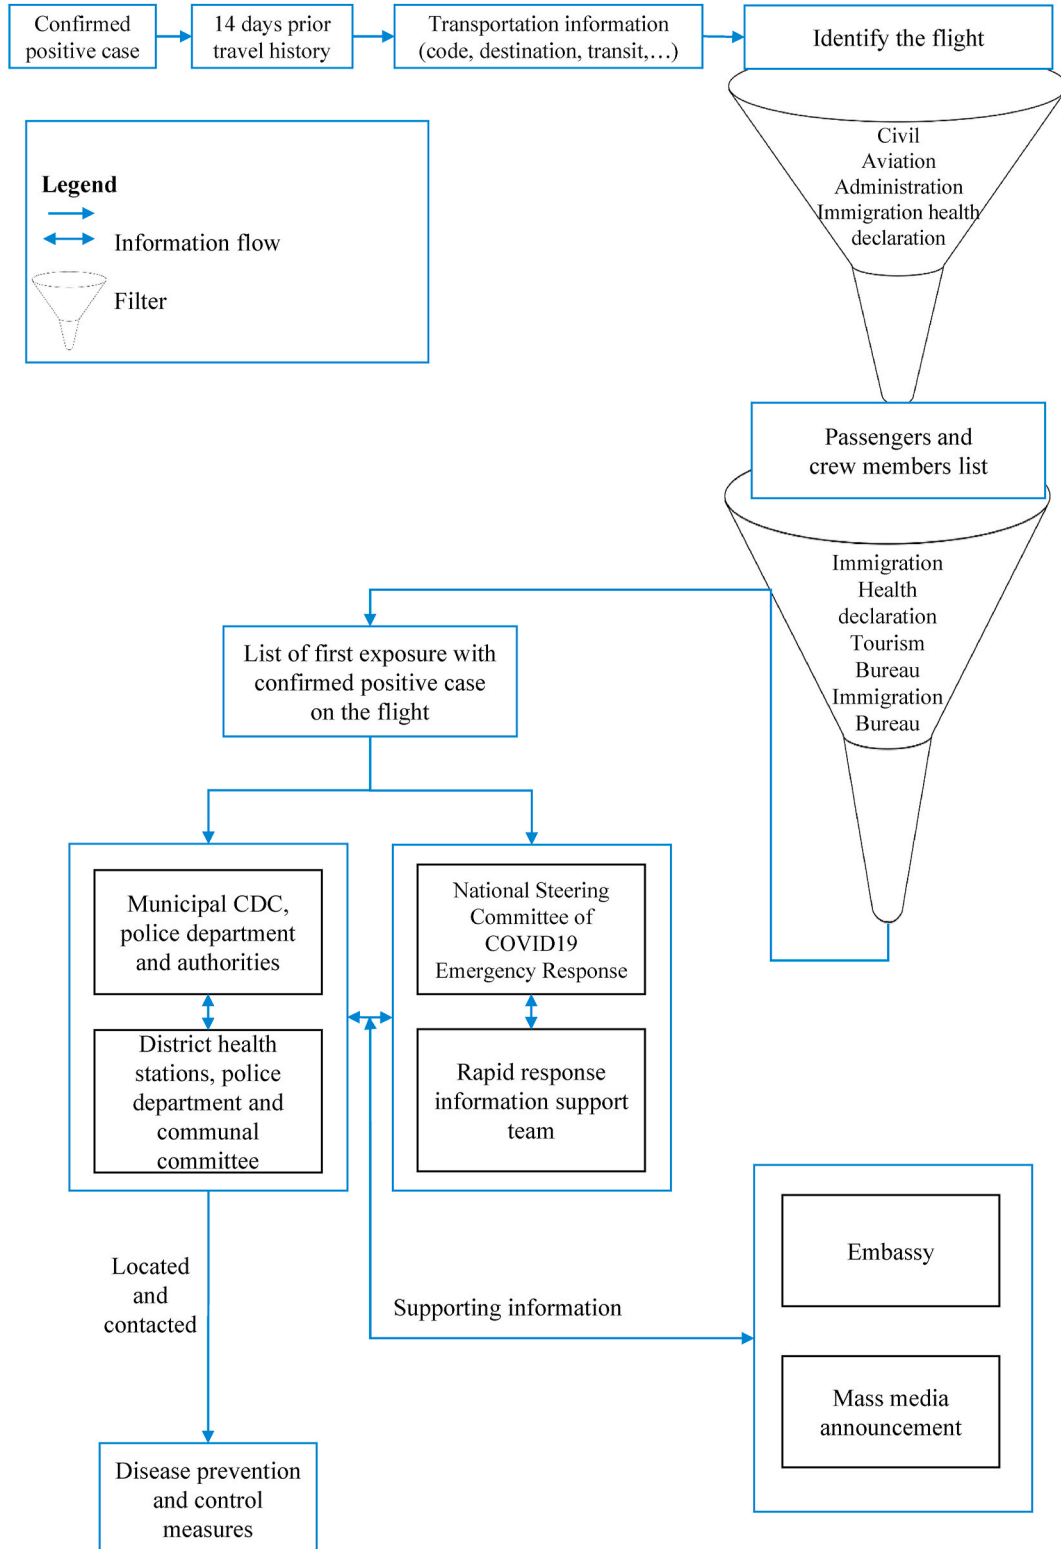 Confirmed
positive case
14 days prior
travel history
Transportation information
(code, destination, transit,…)
Identify the flight
Civil
Aviation
Administration
Immigration health
declaration
Legend
Information flow
Filter
Passengers and
crew members list
Immigration
Health
declaration
Tourism
Bureau
Immigration
Bureau
List of first exposure with
confirmed positive case
on the flight
Municipal CDC,
police department
and authorities
National Steering
Committee of
COVID19
Emergency Response
District health
stations, police
department and
communal
committee
Rapid response
information support
team
Located
and
contacted
Supporting information
Embassy
Mass media
announcement
Disease prevention
and control
measures